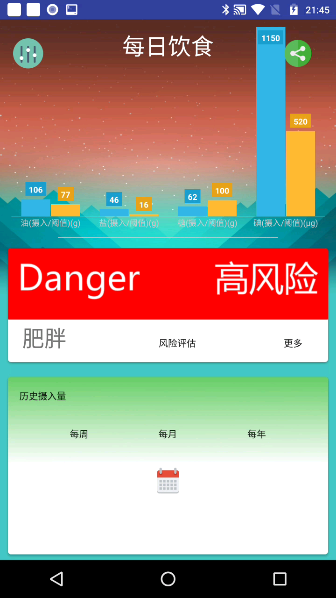 21:45
每日饮食
1150
520
106
77
46
16
62
100
油(摄入/阈值)(g)
盐(摄入/阈值)(g)
糖(摄入/阈值)(g)
碘(摄入/阈值)(μg)
Danger 高风险
肥胖 风险评估 更多
历史摄入量
每周 每月 每年